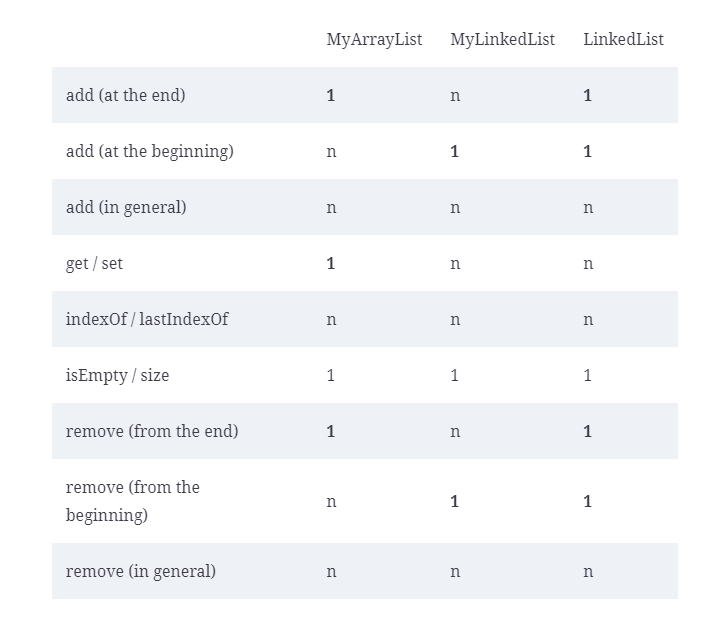 MyArrayList MyLinkedList LinkedList
add (at the end) 1 n 1
add (at the beginning) n 1 1
add (in general) n n n
get / set 1 n n
indexOf / lastIndexOf n n n
isEmpty / size 1 1 1
remove (from the end) 1 n 1
remove (from the
beginning) n 1 1
remove (in general) n n n